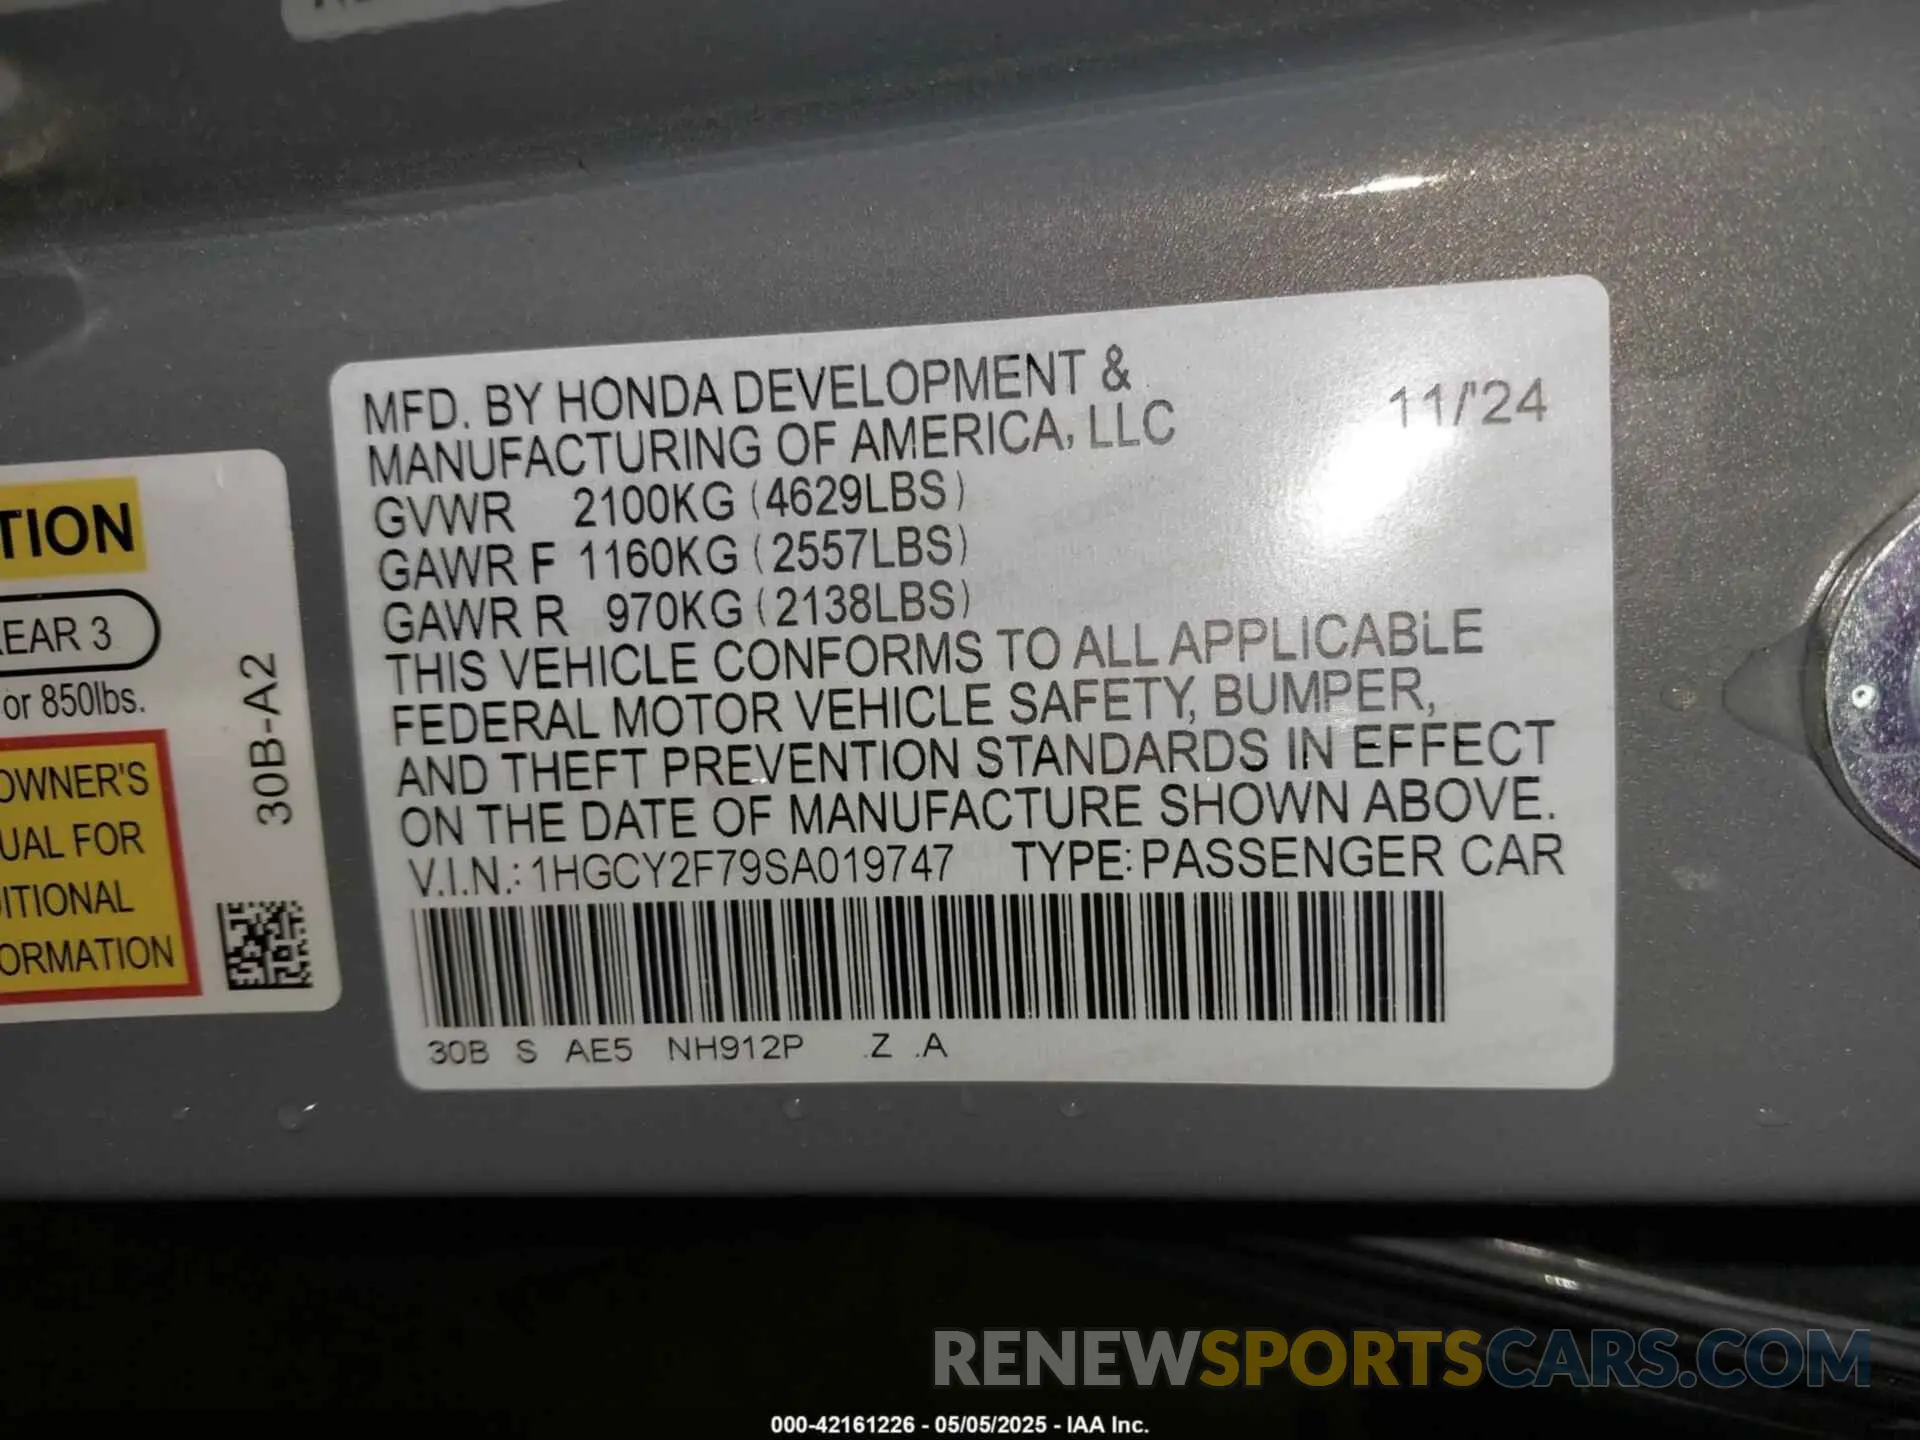 TION
REAR 3
or 850lbs.
OWNER'S
UAL FOR
ITIONAL
ORMATION
30B-A2
MFD. BY HONDA DEVELOPMENT &
MANUFACTURING OF AMERICA, LLC
11/'24
GVWR 2100KG (4629LBS)
GAWR F 1160KG (2557LBS)
GAWR R 970KG (2138LBS)
THIS VEHICLE CONFORMS TO ALL APPLICABLE
FEDERAL MOTOR VEHICLE SAFETY, BUMPER,
AND THEFT PREVENTION STANDARDS IN EFFECT
ON THE DATE OF MANUFACTURE SHOWN ABOVE.
V.I.N.: 1HGCY2F79SA019747 TYPE: PASSENGER CAR
30B S AE5 NH912P .Z .A
RENEWSPORTSCARS.COM
000-42161226 - 05/05/2025 - IAA Inc.